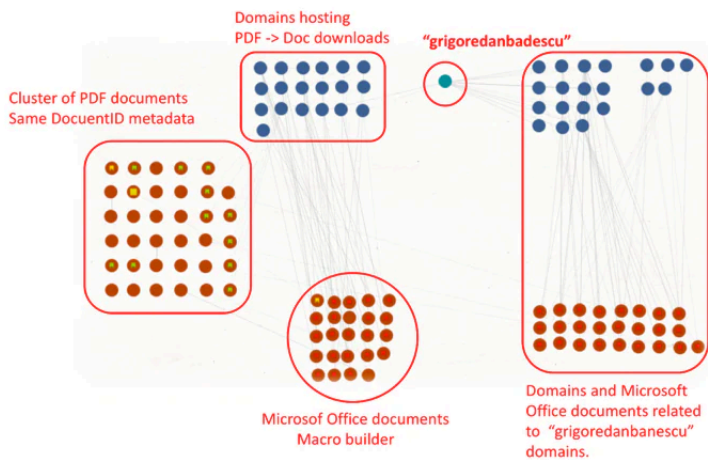 Domains hosting
PDF -> Doc downloads
"grigoredanbadescu"
Cluster of PDF documents
Same DocuentID metadata
Microsof Office documents
Macro builder
Domains and Microsoft
Office documents related
to "grigoredanbanescu"
domains.